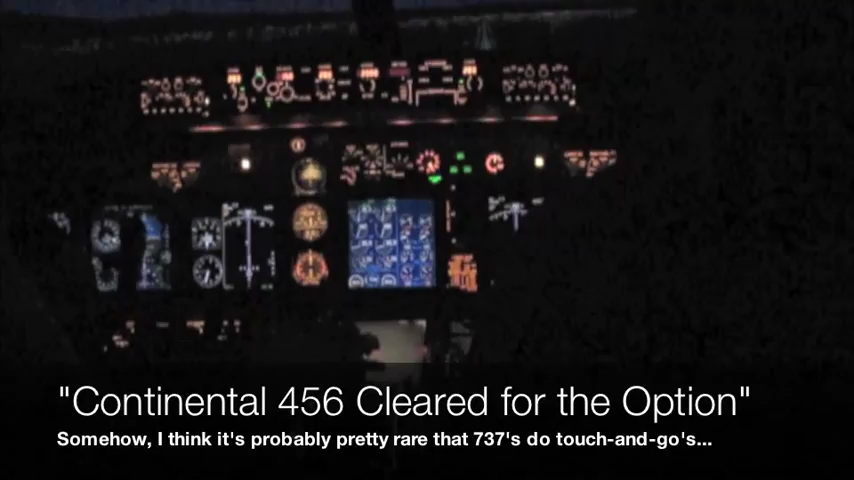 "Continental 456 Cleared for the Option"
Somehow, I think it's probably pretty rare that 737's do touch-and-go's...